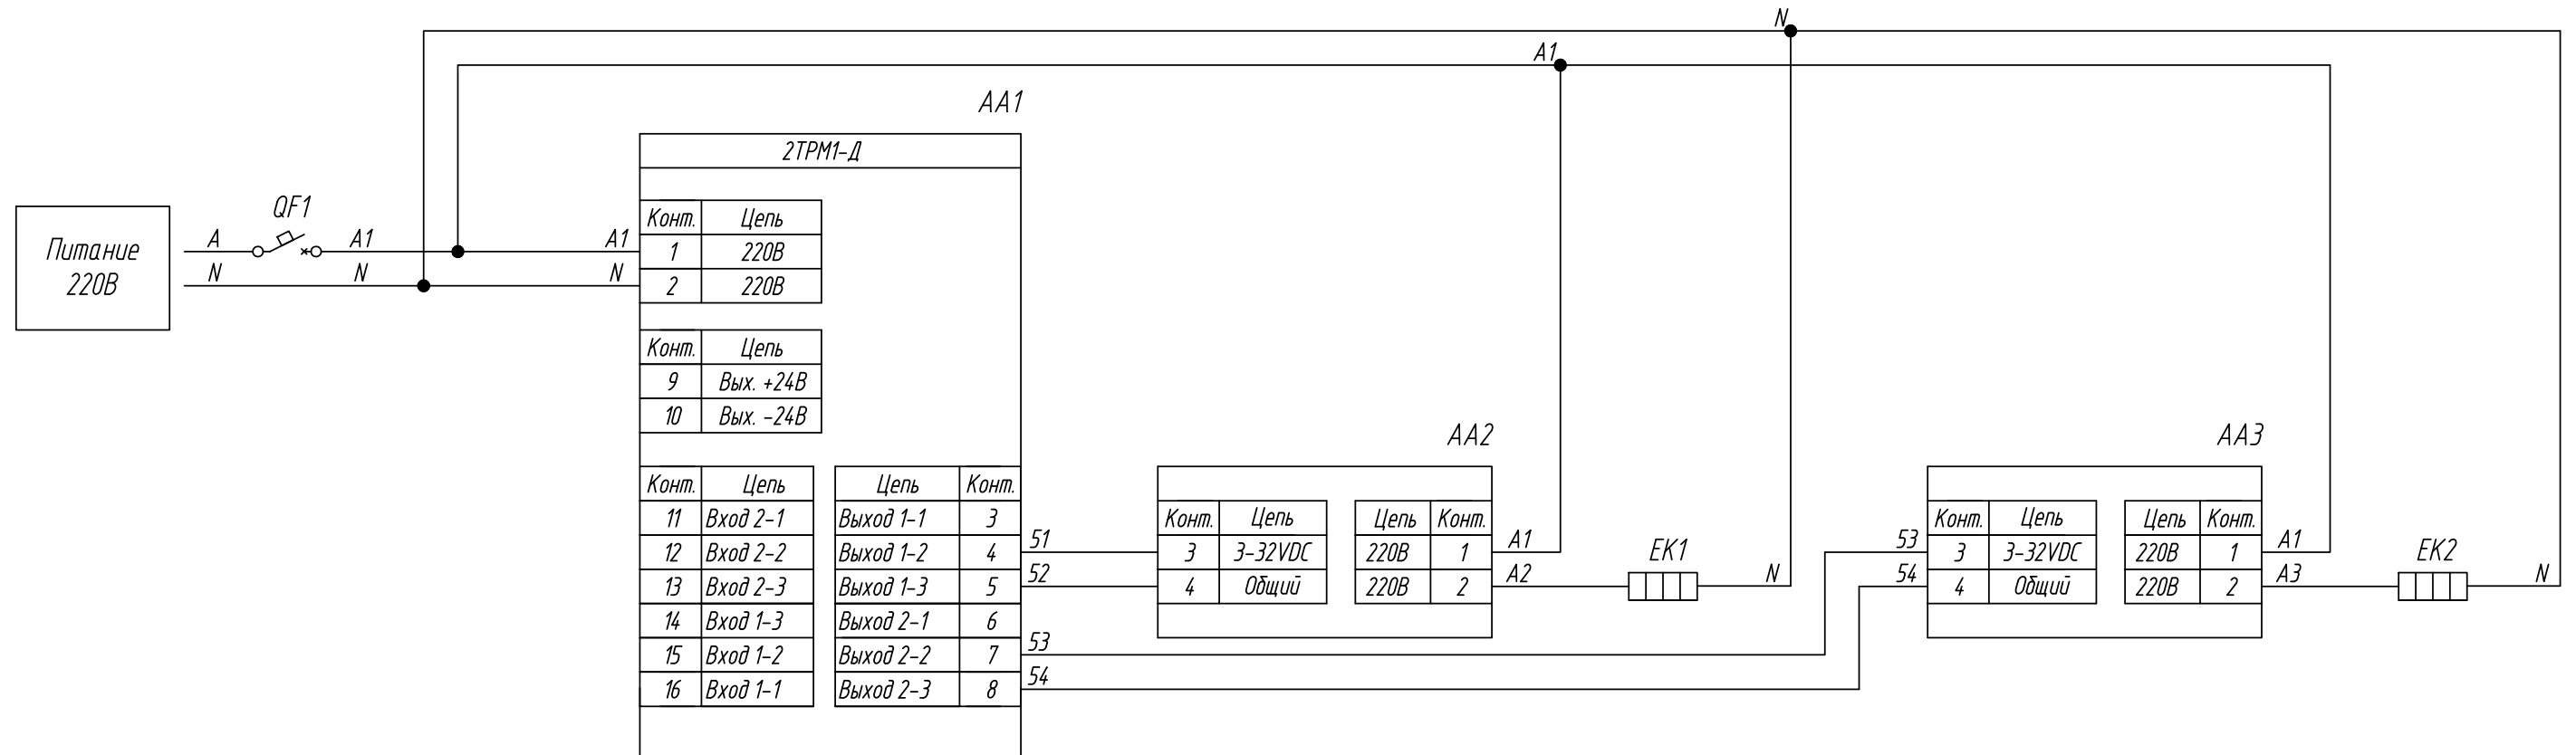 N
A1
AA1
2ТРМ1-Д
Питание
220В
QF1
A
A1
A1
N
N
N
Конт. Цепь
1 220В
2 220В
Конт. Цепь
9 Вых. +24В
10 Вых. -24В
Конт. Цепь Цепь Конт.
11 Вход 2-1 Выход 1-1 3
12 Вход 2-2 Выход 1-2 4
13 Вход 2-3 Выход 1-3 5
14 Вход 1-3 Выход 2-1 6
15 Вход 1-2 Выход 2-2 7
16 Вход 1-1 Выход 2-3 8
51
52
53
54
AA2
Конт. Цепь Цепь Конт.
3 3-32VDC 220В 1
4 Общий 220В 2
A1
A2
EK1
N
53
54
AA3
Конт. Цепь Цепь Конт.
3 3-32VDC 220В 1
4 Общий 220В 2
A1
A3
EK2
N